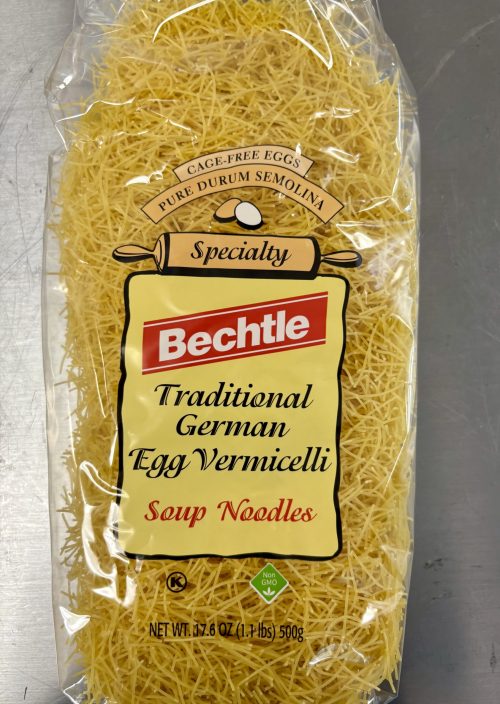 CAGE-FREE EGGS
PURE DURUM SEMOLINA
Specialty
Bechtle
Traditional
German
Egg Vermicelli
Soup Noodles
K
Non
GMO
NET WT. 17.6 OZ (1.1 lbs) 500g